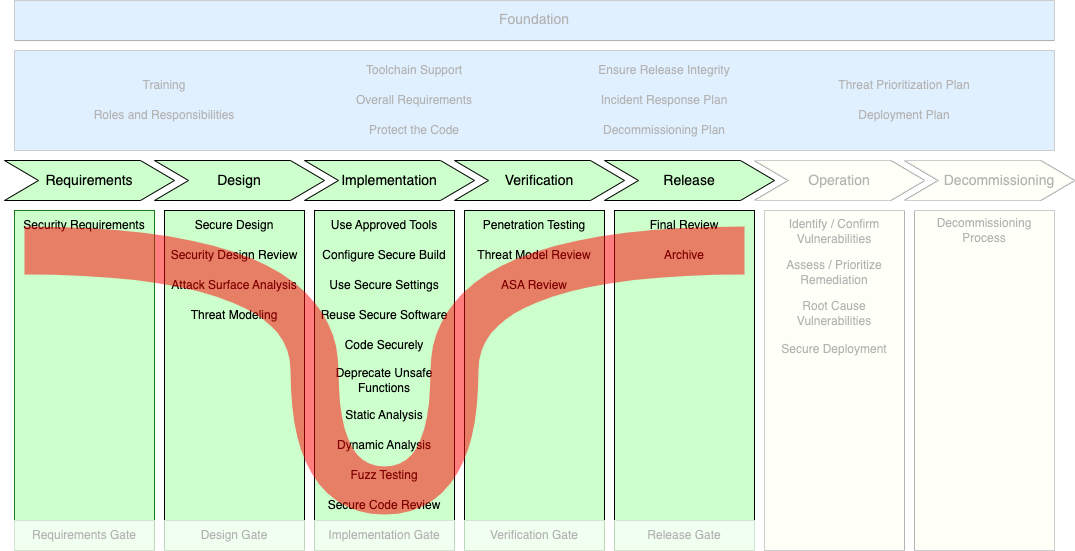 Foundation
Training
Roles and Responsibilities
Toolchain Support
Overall Requirements
Protect the Code
Ensure Release Integrity
Incident Response Plan
Decommissioning Plan
Threat Prioritization Plan
Deployment Plan
Requirements
Design
Implementation
Verification
Release
Operation
Decommissioning
Security Requirements
Secure Design
Security Design Review
Attack Surface Analysis
Threat Modeling
Use Approved Tools
Configure Secure Build
Use Secure Settings
Reuse Secure Software
Code Securely
Deprecate Unsafe
Functions
Static Analysis
Dynamic Analysis
Fuzz Testing
Secure Code Review
Penetration Testing
Threat Model Review
ASA Review
Final Review
Archive
Identify / Confirm
Vulnerabilities
Assess / Prioritize
Remediation
Root Cause
Vulnerabilities
Secure Deployment
Decommissioning
Process
Requirements Gate
Design Gate
Implementation Gate
Verification Gate
Release Gate